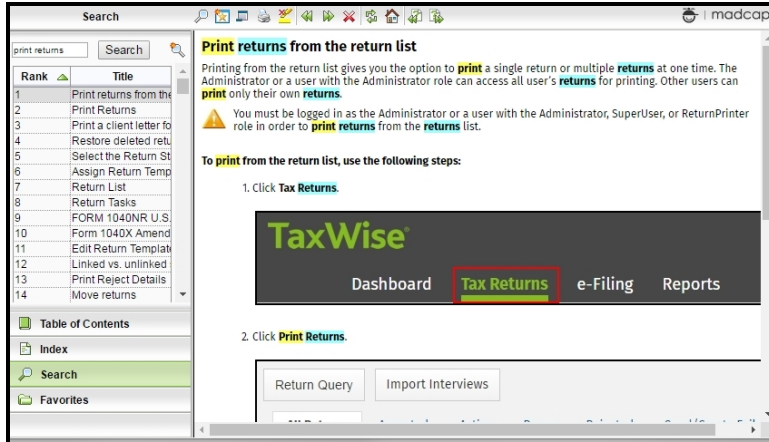 Search
madcap
print returns
Search
Rank
Title
1 Print returns from the
2 Print Returns
3 Print a client letter fo
4 Restore deleted retu
5 Select the Return St
6 Assign Return Temp
7 Return List
8 Return Tasks
9 FORM 1040NR U.S.
10 Form 1040X Amend
11 Edit Return Template
12 Linked vs. unlinked
13 Print Reject Details
14 Move returns
Table of Contents
Index
Search
Favorites
Print returns from the return list
Printing from the return list gives you the option to print a single return or multiple returns at one time. The
Administrator or a user with the Administrator role can access all user's returns for printing. Other users can
print only their own returns.
You must be logged in as the Administrator or a user with the Administrator, SuperUser, or ReturnPrinter
role in order to print returns from the returns list.
To print from the return list, use the following steps:
1. Click Tax Returns.
TaxWise
Dashboard Tax Returns e-Filing Reports
2. Click Print Returns.
Return Query Import Interviews